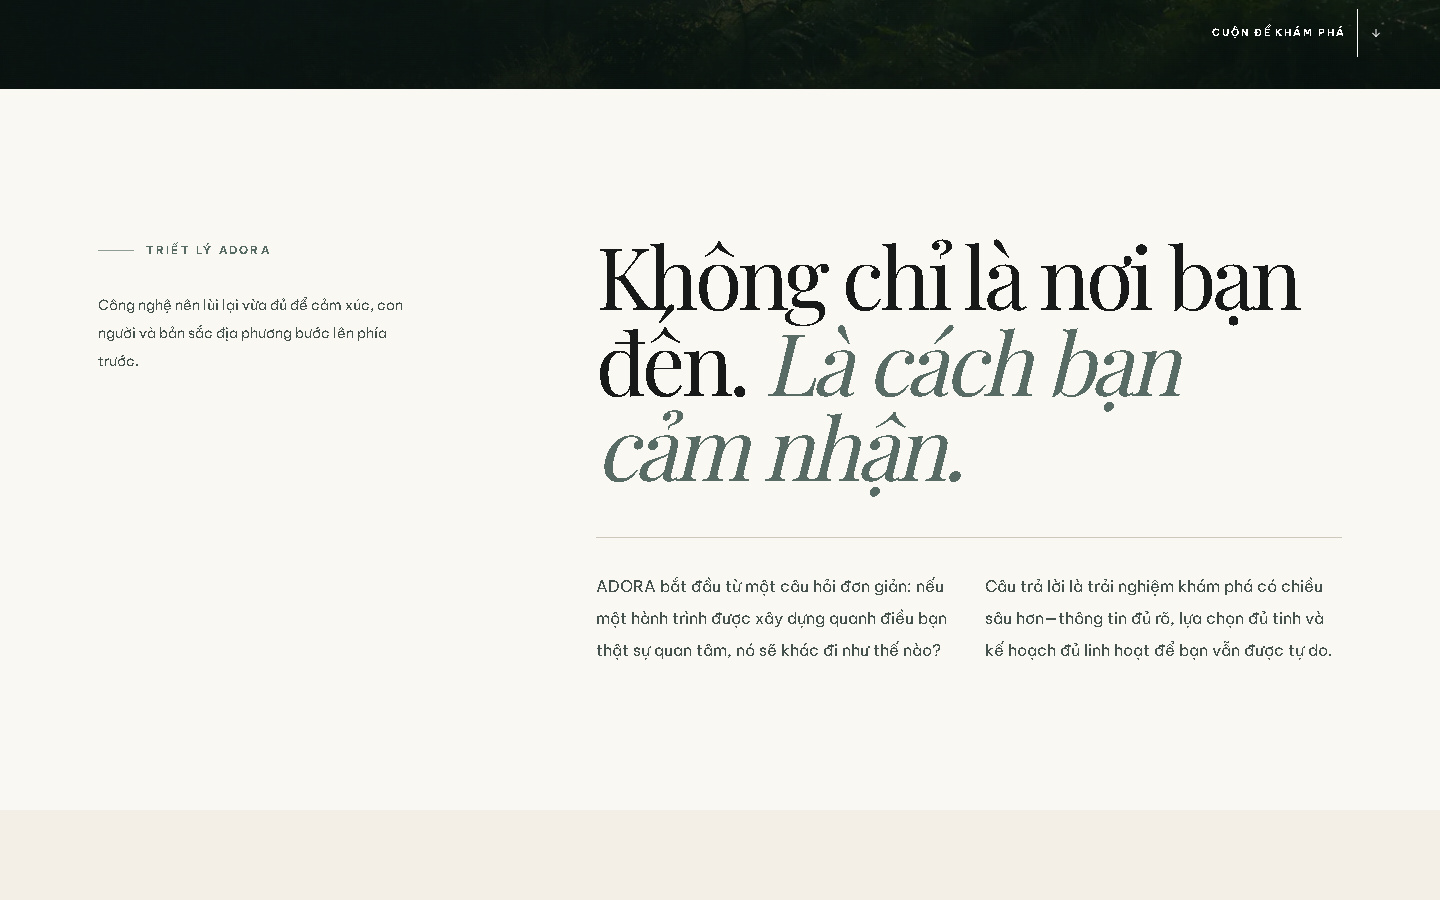 CUỘN ĐỂ KHÁM PHÁ
TRIẾT LÝ ADORA
Công nghệ nên lùi lại vừa đủ để cảm xúc, con
người và bản sắc địa phương bước lên phía
trước.
Không chỉ là nơi bạn
đến. Là cách bạn
cảm nhận.
ADORA bắt đầu từ một câu hỏi đơn giản: nếu
một hành trình được xây dựng quanh điều bạn
thật sự quan tâm, nó sẽ khác đi như thế nào?
Câu trả lời là trải nghiệm khám phá có chiều
sâu hơn—thông tin đủ rõ, lựa chọn đủ tinh và
kế hoạch đủ linh hoạt để bạn vẫn được tự do.